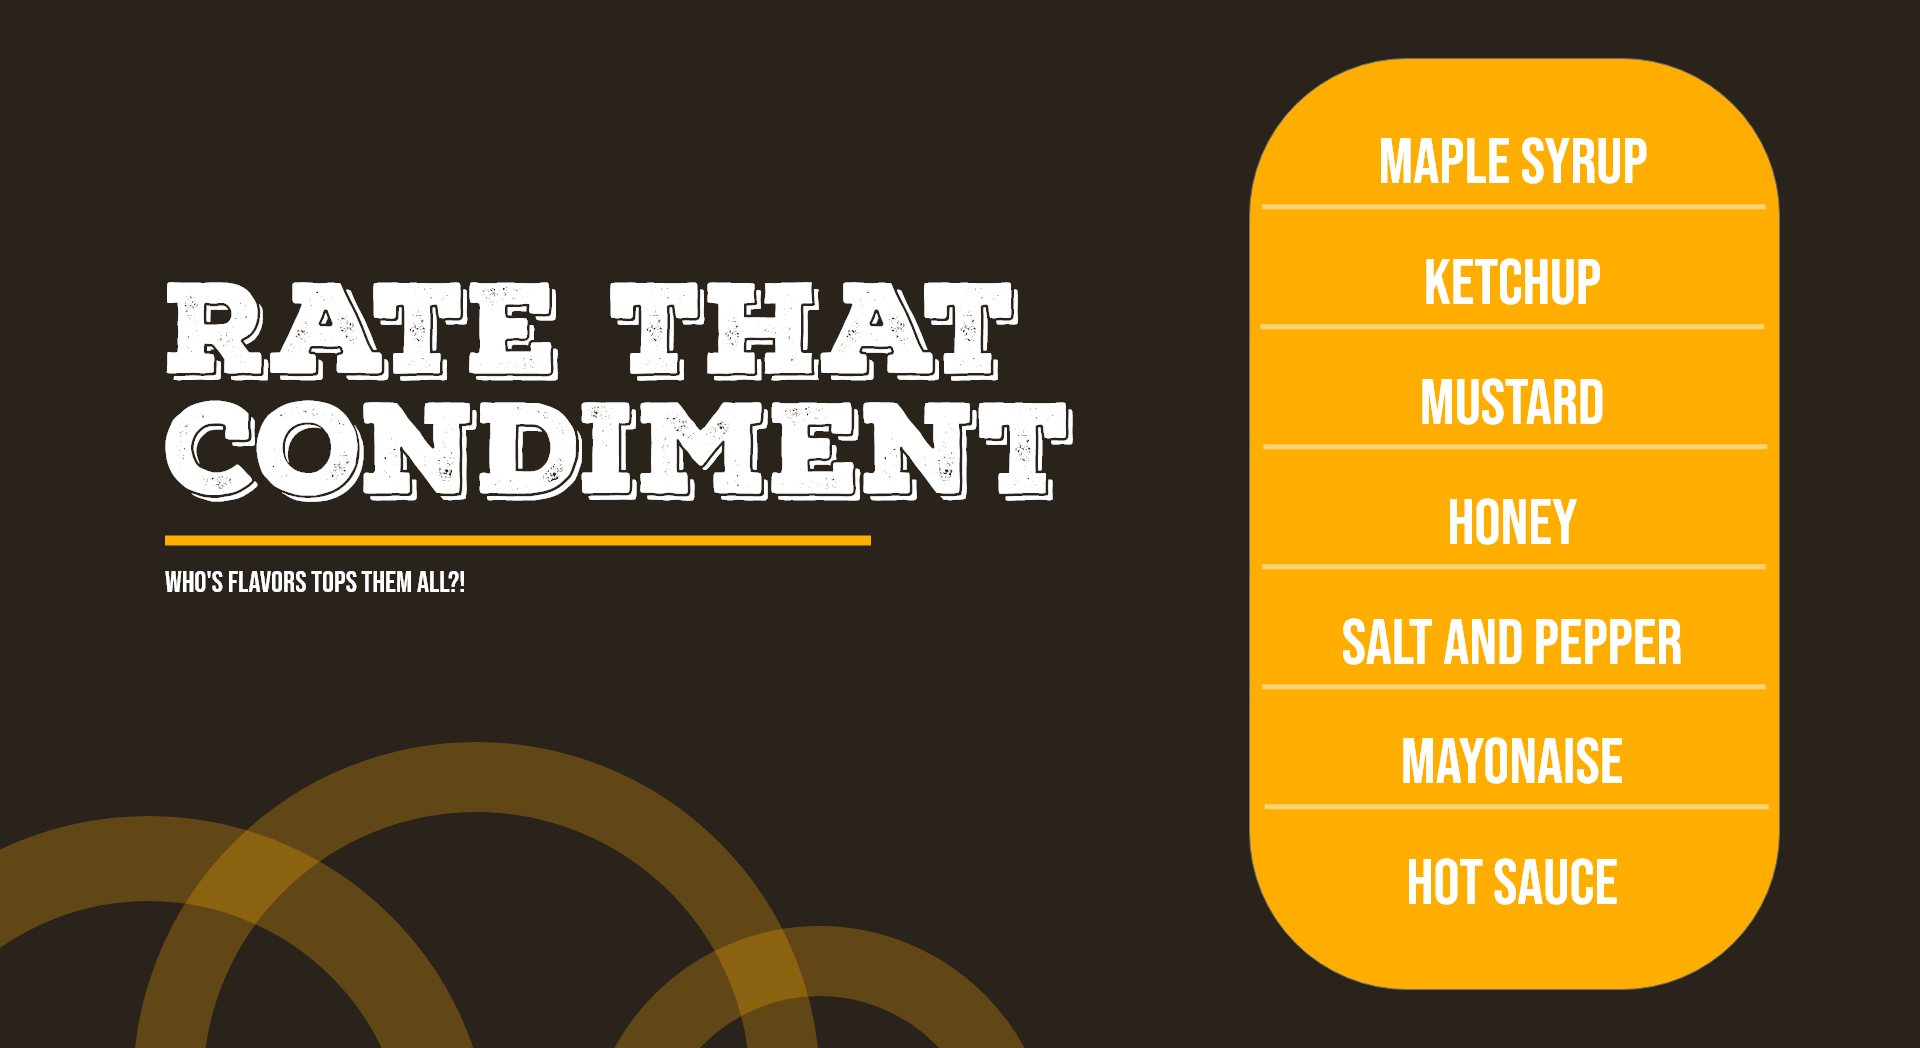 RATE THAT
CONDIMENT
WHO'S FLAVORS TOPS THEM ALL?!
MAPLE SYRUP
KETCHUP
MUSTARD
HONEY
SALT AND PEPPER
MAYONAISE
HOT SAUCE